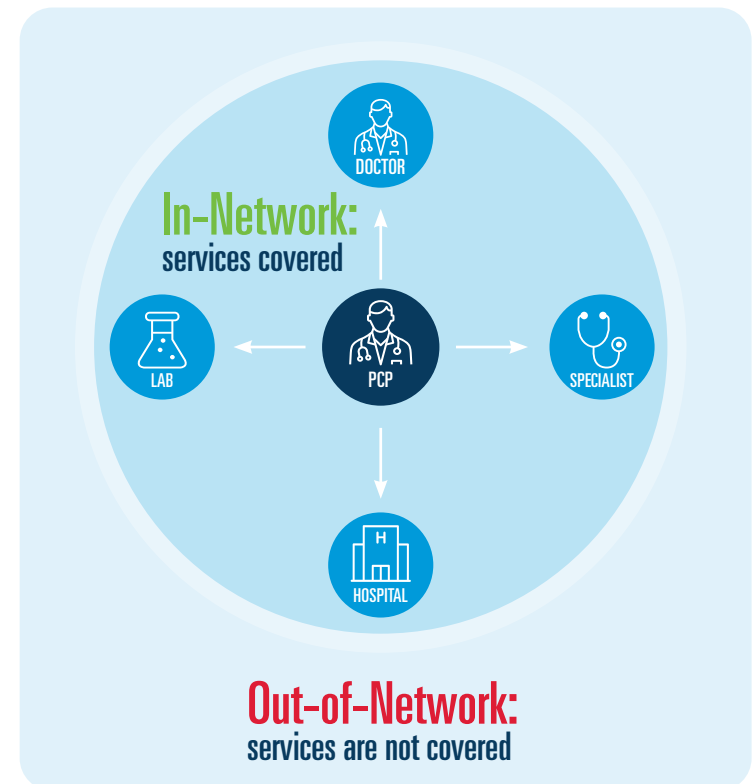 DOCTOR
In-Network:
services covered
LAB
PCP
SPECIALIST
H
HOSPITAL
Out-of-Network:
services are not covered